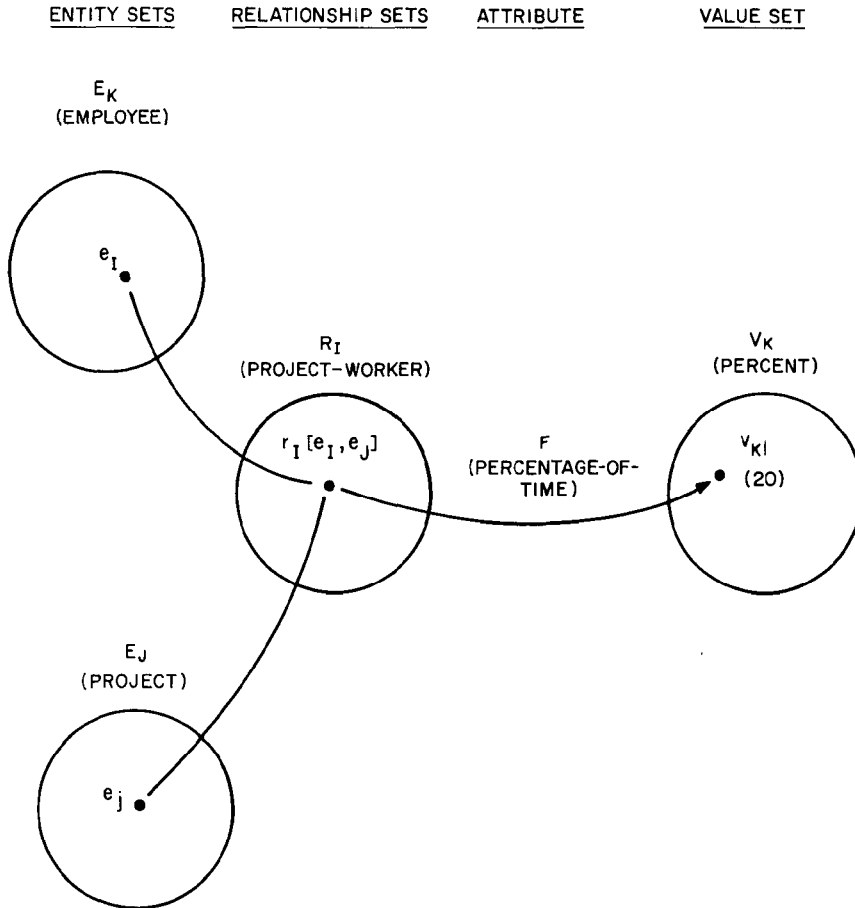 ENTITY SETS RELATIONSHIP SETS ATTRIBUTE VALUE SET
E_K
(EMPLOYEE)
e_I
R_I
(PROJECT-WORKER)
r_I [e_I, e_J]
F
(PERCENTAGE-OF-
TIME)
V_K
(PERCENT)
V_KI
(20)
E_J
(PROJECT)
e_j